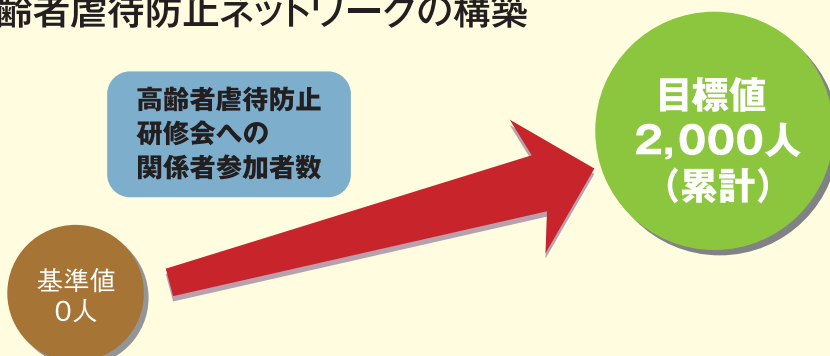 齢者虐待防止ネットワークの構築
高齢者虐待防止
研修会への
関係者参加者数
目標値
2,000人
（累計）
基準値
0人